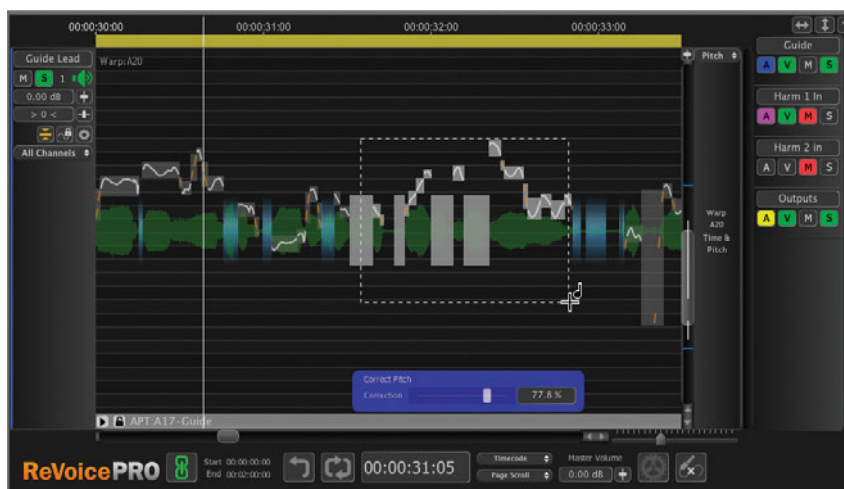 00:00:30:00 00:00:31:00 00:00:32:00 00:00:33:00
Guide Lead
M S 1
0.00 dB
> 0 <
All Channels
Warp:A20
Pitch
Warp
A20
Time &
Pitch
Guide
A V M S
Harm 1 In
A V M S
Harm 2 in
A V M S
Outputs
A V M S
Correct Pitch
Correction 77.8 %
APT:A17-Guide
ReVoice PRO
Start 00:00:00:00
End 00:02:00:00
00:00:31:05
Timecode
Page Scroll
Master Volume
0.00 dB